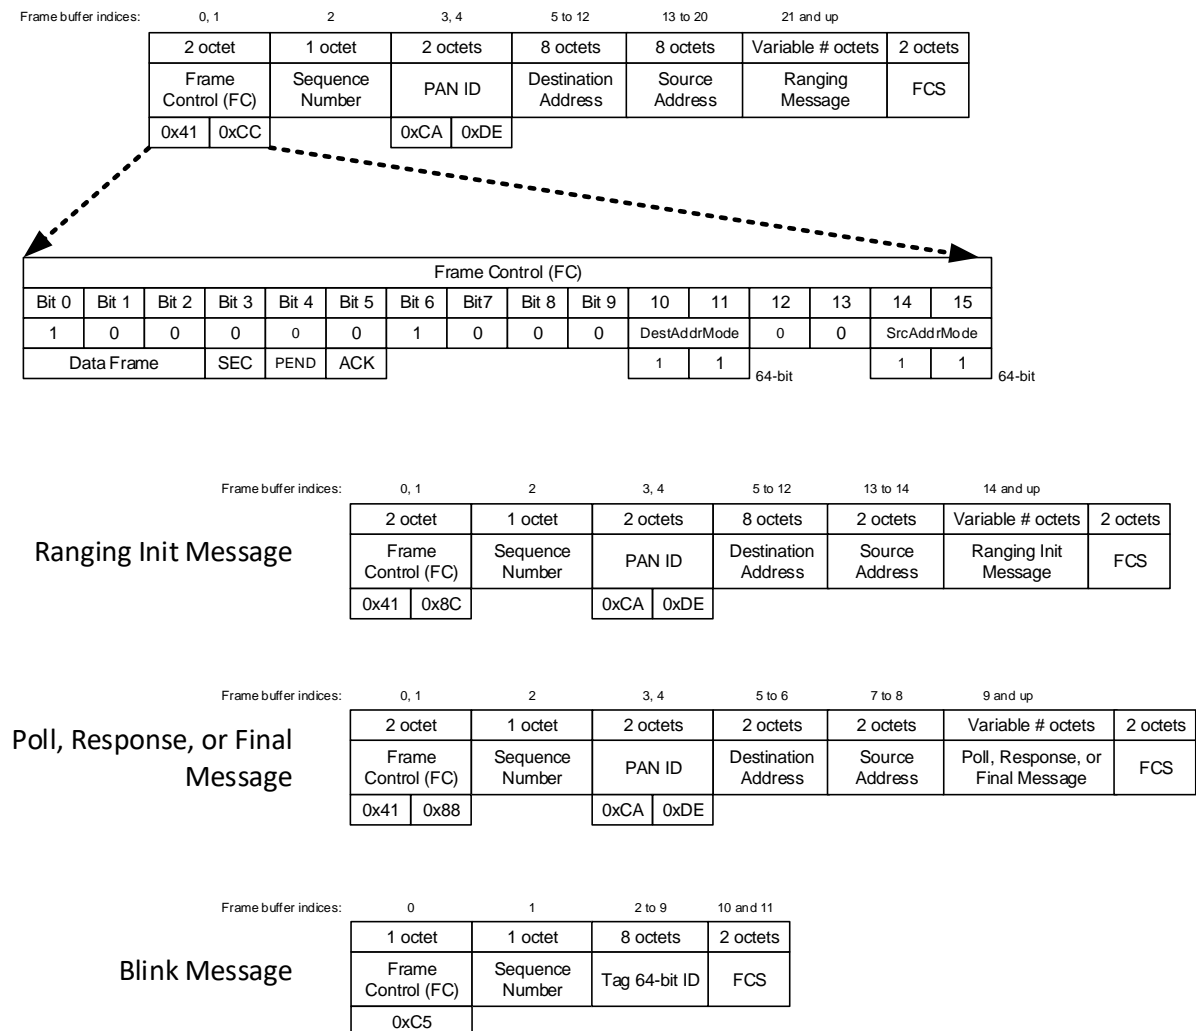 Frame buffer indices: 0, 1 2 3, 4 5 to 12 13 to 20 21 and up
2 octet 1 octet 2 octets 8 octets 8 octets Variable # octets 2 octets
Frame Sequence PAN ID Destination Source Ranging FCS
Control (FC) Number Address Address Message
0x41 0xCC 0xCA 0xDE
Frame Control (FC)
Bit 0 Bit 1 Bit 2 Bit 3 Bit 4 Bit 5 Bit 6 Bit7 Bit 8 Bit 9 10 11 12 13 14 15
1 0 0 0 0 0 1 0 0 0 DestAddrMode 0 0 SrcAddrMode
Data Frame SEC PEND ACK 1 1 64-bit 1 1 64-bit
Frame buffer indices: 0, 1 2 3, 4 5 to 12 13 to 14 14 and up
Ranging Init Message
2 octet 1 octet 2 octets 8 octets 2 octets Variable # octets 2 octets
Frame Sequence PAN ID Destination Source Ranging Init FCS
Control (FC) Number Address Address Message
0x41 0x8C 0xCA 0xDE
Frame buffer indices: 0, 1 2 3, 4 5 to 6 7 to 8 9 and up
Poll, Response, or Final
Message
2 octet 1 octet 2 octets 2 octets 2 octets Variable # octets 2 octets
Frame Sequence PAN ID Destination Source Poll, Response, or FCS
Control (FC) Number Address Address Final Message
0x41 0x88 0xCA 0xDE
Frame buffer indices: 0 1 2 to 9 10 and 11
Blink Message
1 octet 1 octet 8 octets 2 octets
Frame Sequence Tag 64-bit ID FCS
Control (FC) Number
0xC5